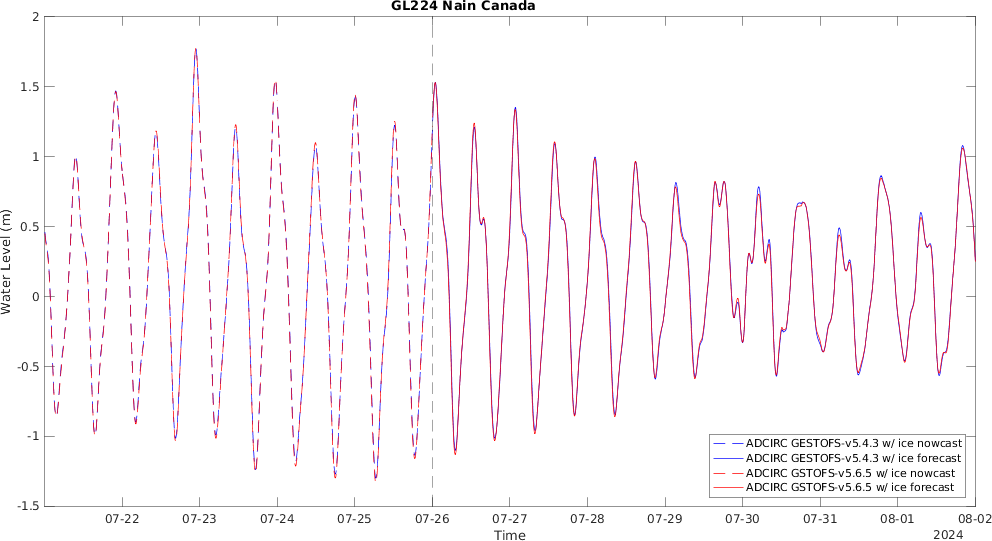 GL224 Nain Canada
2
1.5
1
0.5
0
-0.5
-1
-1.5
Water Level (m)
07-22 07-23 07-24 07-25 07-26 07-27 07-28 07-29 07-30 07-31 08-01 08-02
Time
2024
ADCIRC GESTOFS-v5.4.3 w/ ice nowcast
ADCIRC GESTOFS-v5.4.3 w/ ice forecast
ADCIRC GSTOFS-v5.6.5 w/ ice nowcast
ADCIRC GSTOFS-v5.6.5 w/ ice forecast